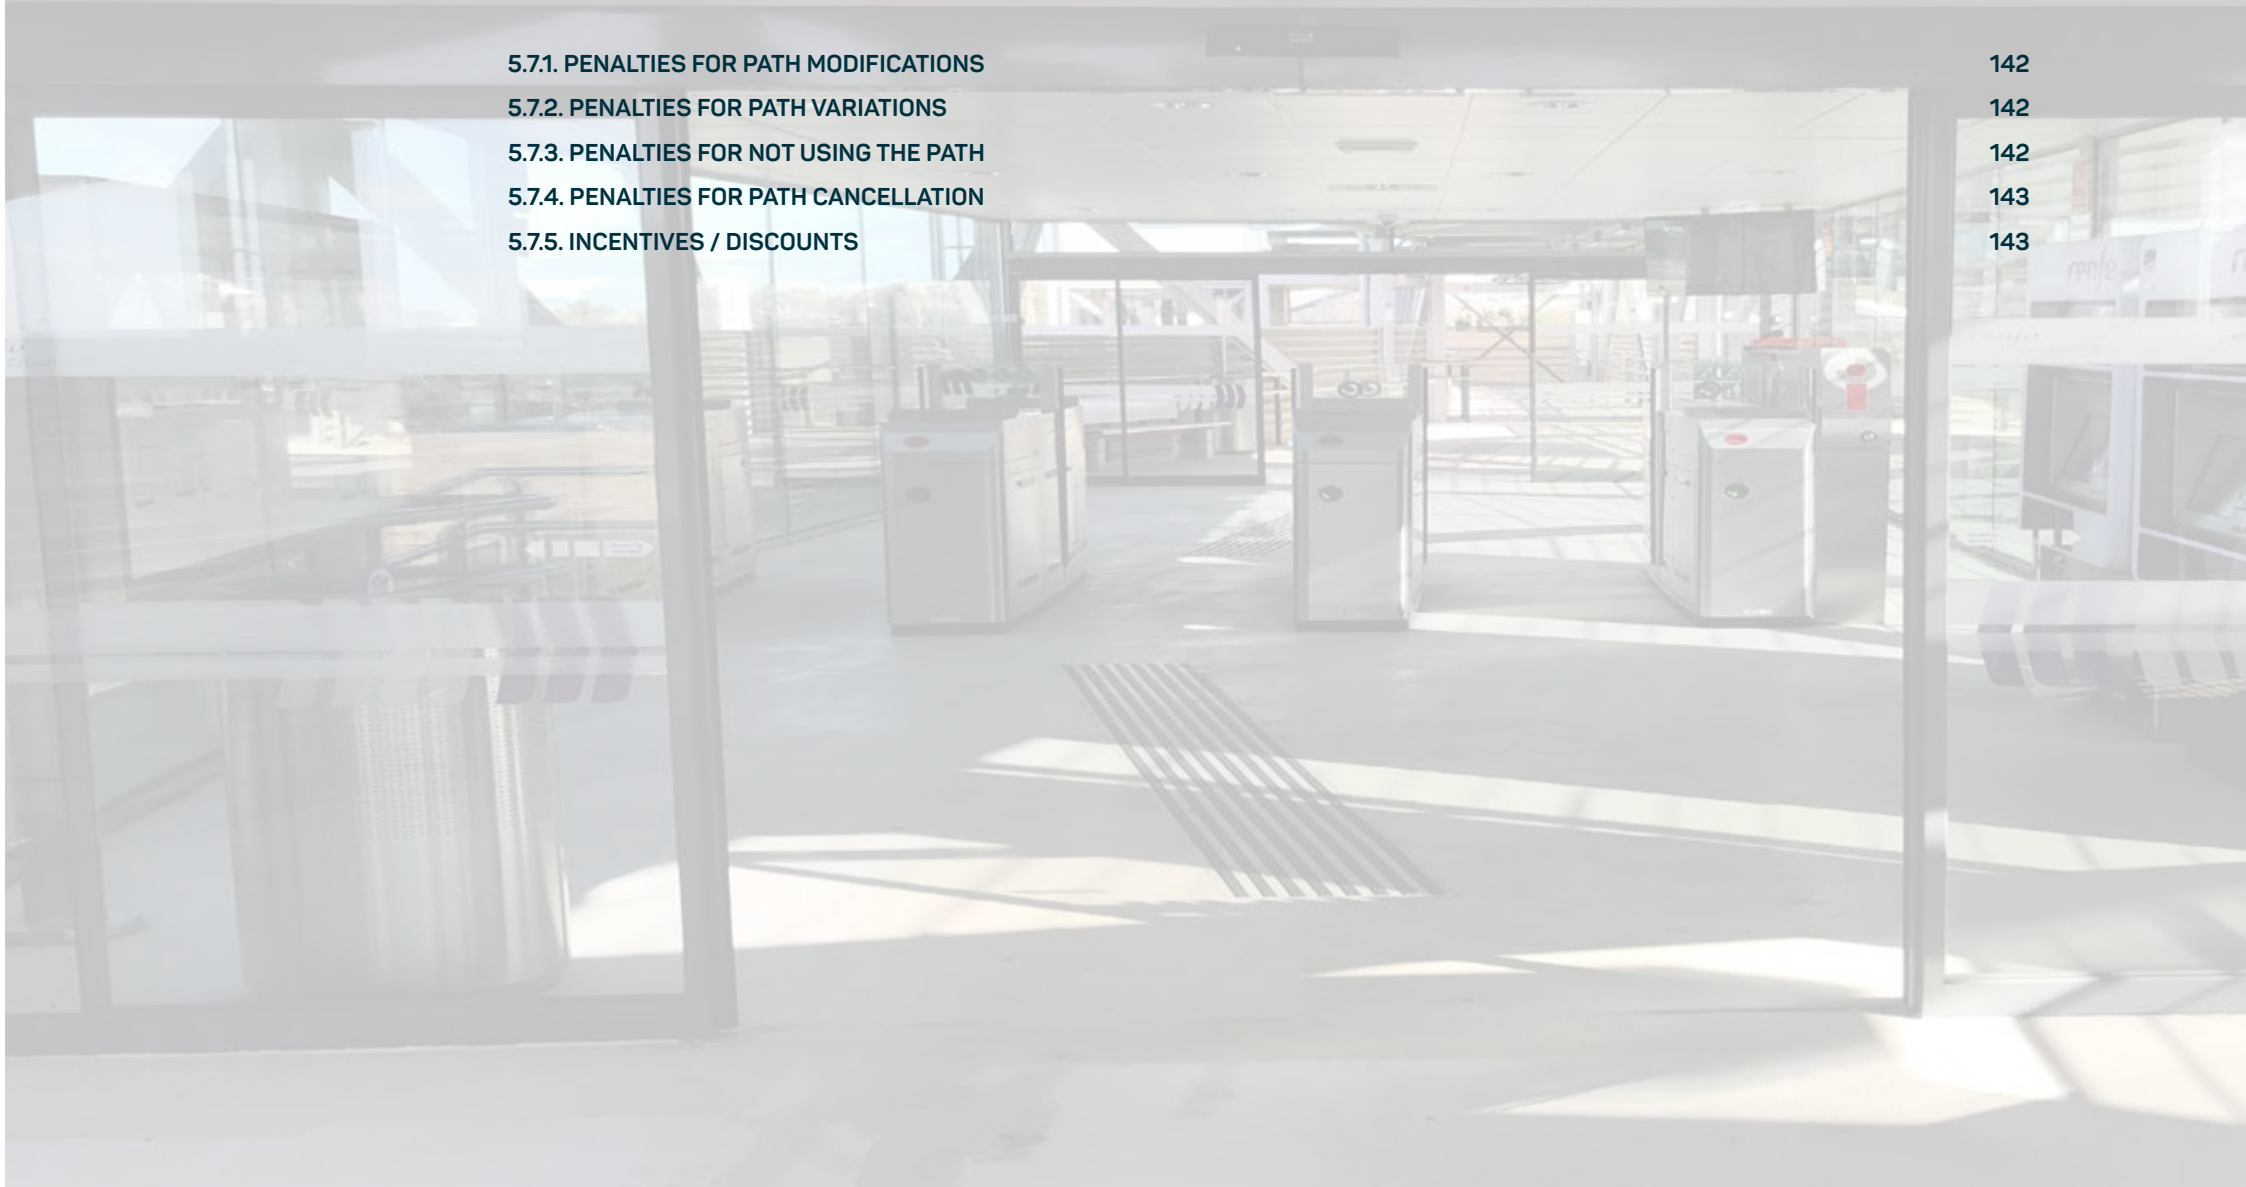 5.7.1. PENALTIES FOR PATH MODIFICATIONS 142
5.7.2. PENALTIES FOR PATH VARIATIONS 142
5.7.3. PENALTIES FOR NOT USING THE PATH 142
5.7.4. PENALTIES FOR PATH CANCELLATION 143
5.7.5. INCENTIVES / DISCOUNTS 143
renfe